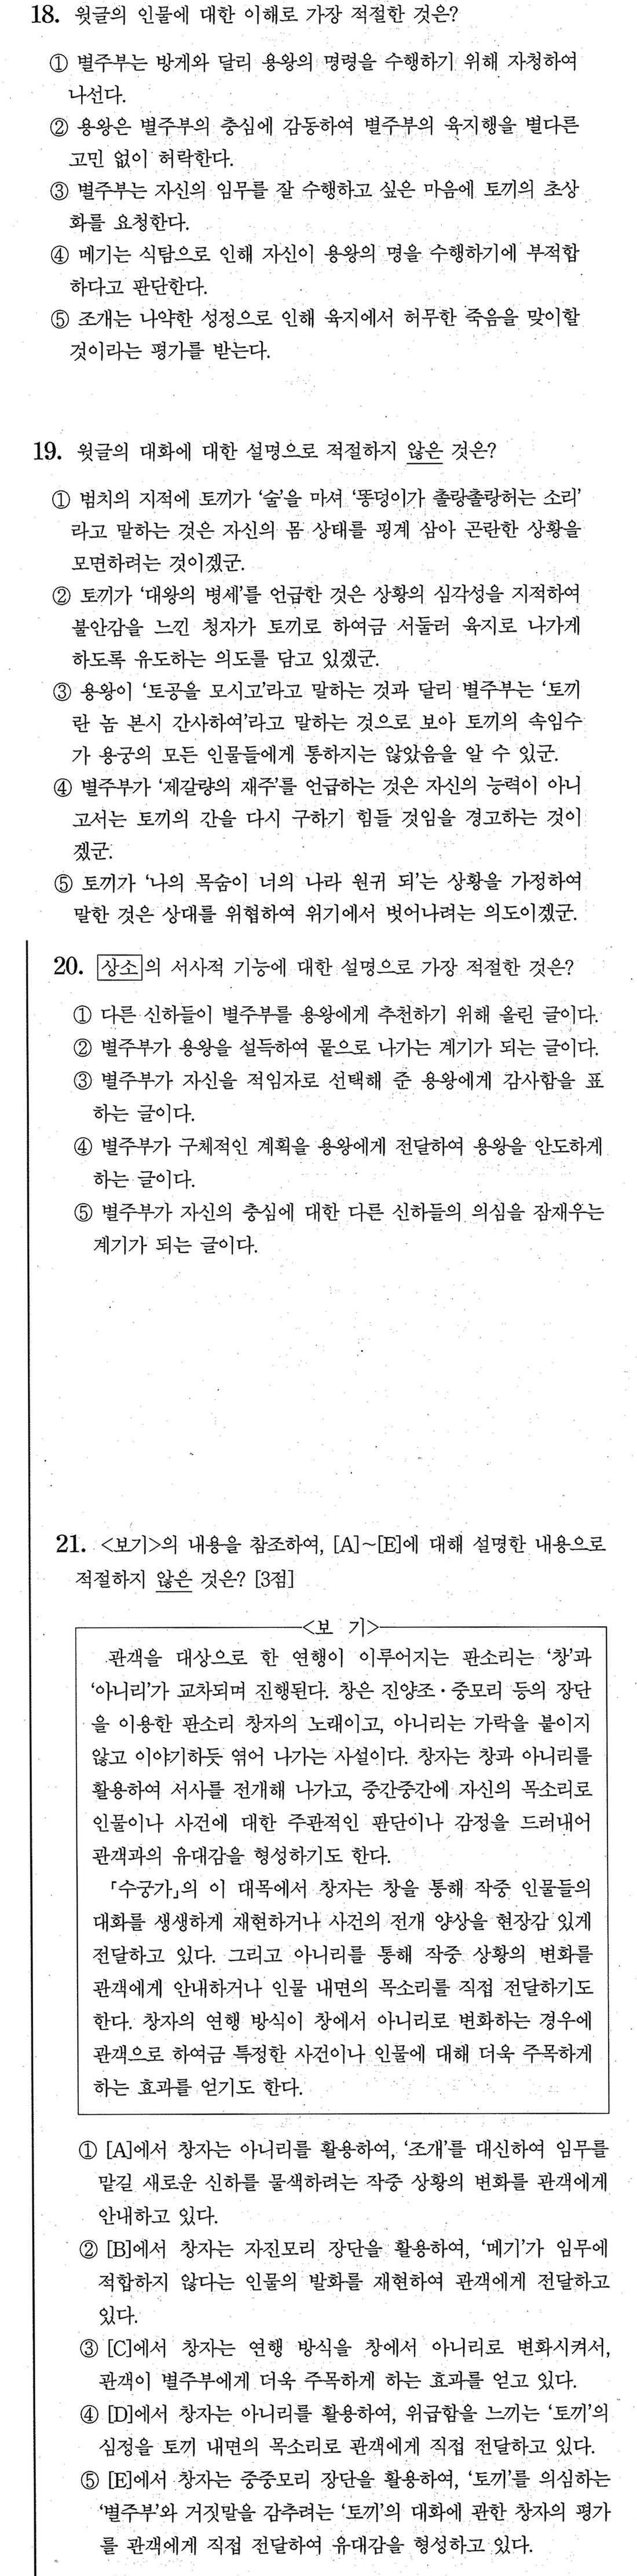 18. 윗글의 인물에 대한 이해로 가장 적절한 것은?
① 별주부는 방게와 달리 용왕의 명령을 수행하기 위해 자청하여
나선다.
② 용왕은 별주부의 충심에 감동하여 별주부의 육지행을 별다른
고민 없이 허락한다.
③ 별주부는 자신의 임무를 잘 수행하고 싶은 마음에 토끼의 초상
화를 요청한다.
④ 메기는 식탐으로 인해 자신이 용왕의 명을 수행하기에 부적합
하다고 판단한다.
⑤ 조개는 나약한 성정으로 인해 육지에서 허무한 죽음을 맞이할
것이라는 평가를 받는다.
19. 윗글의 대화에 대한 설명으로 적절하지 않은 것은?
① 범치의 지적에 토끼가 ‘술’을 마셔 ‘똥덩이가 촐랑촐랑허는 소리’
라고 말하는 것은 자신의 몸 상태를 핑계 삼아 곤란한 상황을
모면하려는 것이겠군.
② 토끼가 ‘대왕의 병세’를 언급한 것은 상황의 심각성을 지적하여
불안감을 느낀 청자가 토끼로 하여금 서둘러 육지로 나가게
하도록 유도하는 의도를 담고 있겠군.
③ 용왕이 ‘토공을 모시고’라고 말하는 것과 달리 별주부는 ‘토끼
란 놈 본시 간사하여’라고 말하는 것으로 보아 토끼의 속임수
가 용궁의 모든 인물들에게 통하지는 않았음을 알 수 있군.
④ 별주부가 ‘제갈량의 재주’를 언급하는 것은 자신의 능력이 아니
고서는 토끼의 간을 다시 구하기 힘들 것임을 경고하는 것이
겠군.
⑤ 토끼가 ‘나의 목숨이 너의 나라 원귀 되’는 상황을 가정하여
말한 것은 상대를 위협하여 위기에서 벗어나려는 의도이겠군.
20. 상소의 서사적 기능에 대한 설명으로 가장 적절한 것은?
① 다른 신하들이 별주부를 용왕에게 추천하기 위해 올린 글이다.
② 별주부가 용왕을 설득하여 뭍으로 나가는 계기가 되는 글이다.
③ 별주부가 자신을 적임자로 선택해 준 용왕에게 감사함을 표
하는 글이다.
④ 별주부가 구체적인 계획을 용왕에게 전달하여 용왕을 안도하게
하는 글이다.
⑤ 별주부가 자신의 충심에 대한 다른 신하들의 의심을 잠재우는
계기가 되는 글이다.
21. <보기>의 내용을 참조하여, [A]~[E]에 대해 설명한 내용으로
적절하지 않은 것은? [3점]
<보 기>
관객을 대상으로 한 연행이 이루어지는 판소리는 ‘창’과
‘아니리’가 교차되며 진행된다. 창은 진양조·중모리 등의 장단
을 이용한 판소리 창자의 노래이고, 아니리는 가락을 붙이지
않고 이야기하듯 엮어 나가는 사설이다. 창자는 창과 아니리를
활용하여 서사를 전개해 나가고, 중간중간에 자신의 목소리로
인물이나 사건에 대한 주관적인 판단이나 감정을 드러내어
관객과의 유대감을 형성하기도 한다.
「수궁가」의 이 대목에서 창자는 창을 통해 작중 인물들의
대화를 생생하게 재현하거나 사건의 전개 양상을 현장감 있게
전달하고 있다. 그리고 아니리를 통해 작중 상황의 변화를
관객에게 안내하거나 인물 내면의 목소리를 직접 전달하기도
한다. 창자의 연행 방식이 창에서 아니리로 변화하는 경우에
관객으로 하여금 특정한 사건이나 인물에 대해 더욱 주목하게
하는 효과를 얻기도 한다.
① [A]에서 창자는 아니리를 활용하여, ‘조개’를 대신하여 임무를
맡길 새로운 신하를 물색하려는 작중 상황의 변화를 관객에게
안내하고 있다.
② [B]에서 창자는 자진모리 장단을 활용하여, ‘메기’가 임무에
적합하지 않다는 인물의 발화를 재현하여 관객에게 전달하고
있다.
③ [C]에서 창자는 연행 방식을 창에서 아니리로 변화시켜서,
관객이 별주부에게 더욱 주목하게 하는 효과를 얻고 있다.
④ [D]에서 창자는 아니리를 활용하여, 위급함을 느끼는 ‘토끼’의
심정을 토끼 내면의 목소리로 관객에게 직접 전달하고 있다.
⑤ [E]에서 창자는 중중모리 장단을 활용하여, ‘토끼’를 의심하는
‘별주부’와 거짓말을 감추려는 ‘토끼’의 대화에 관한 창자의 평가
를 관객에게 직접 전달하여 유대감을 형성하고 있다.